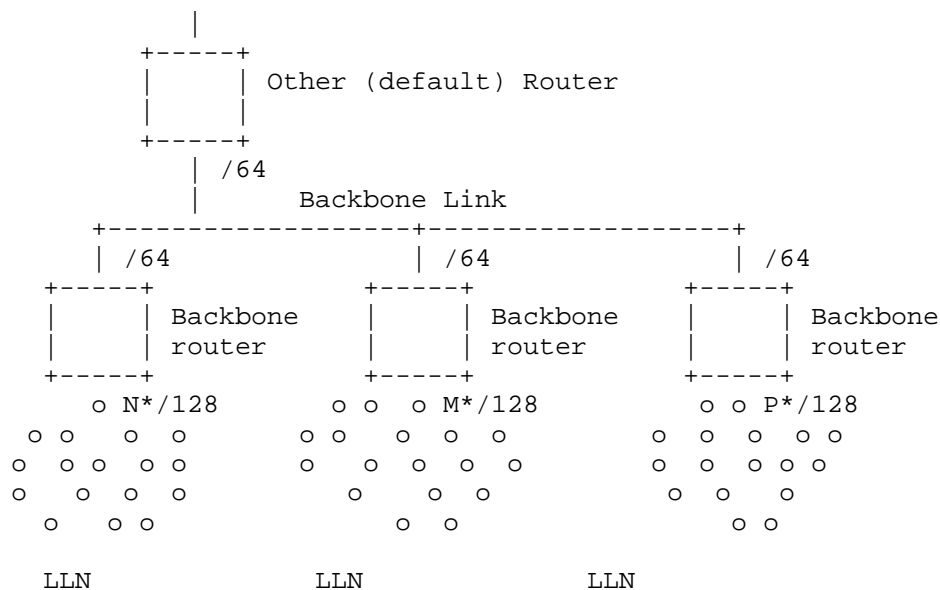 Other (default) Router
/64
Backbone Link
/64 /64 /64
Backbone Backbone Backbone
router router router
o N*/128 o o o M*/128 o o P*/128
o o o o o o o o o o o o o o
o o o o o o o o o o o o o o o
o o o o o o o o o o
o o o o o o o
LLN LLN LLN